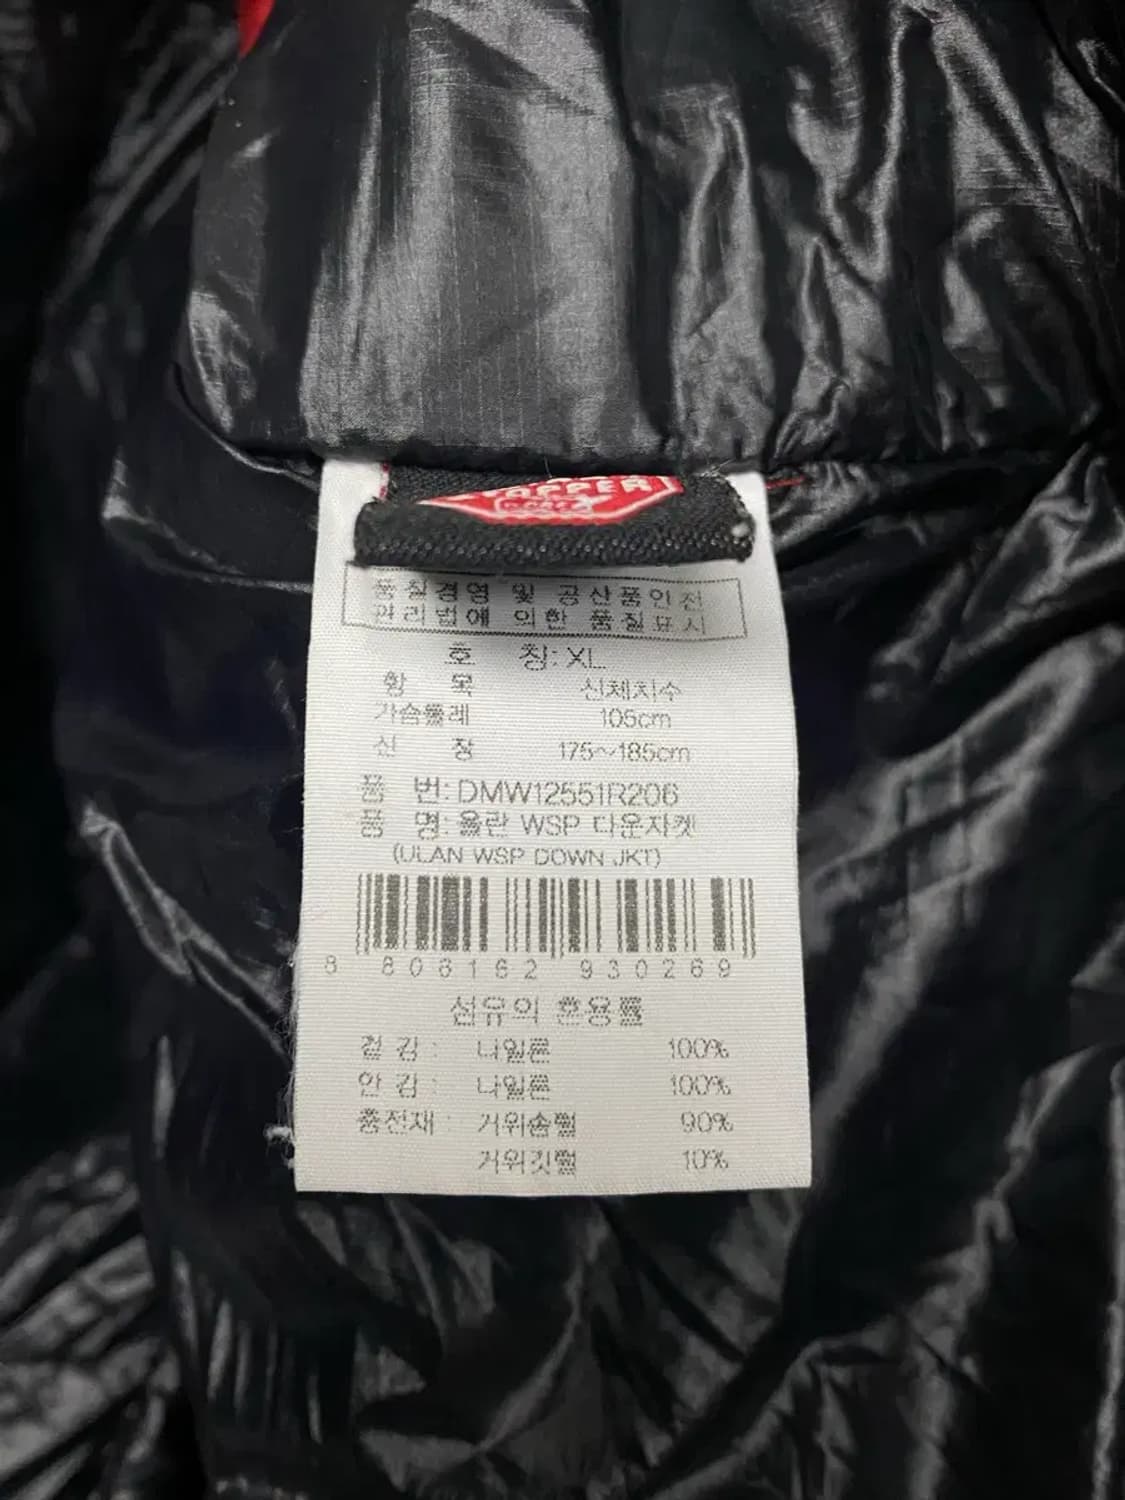 품질경영 및 공산품안전
관리법에 의한 품질표시
호 칭: XL
항 목 신체치수
가슴둘레 105cm
신 장 175~185cm
품 번: DMW12551R206
품 명: 울란 WSP 다운자켓
(ULAN WSP DOWN JKT)
8 806162 930269
섬유의 혼용률
겉 감 : 나일론 100%
안 감 : 나일론 100%
충전재 : 거위솜털 90%
거위깃털 10%